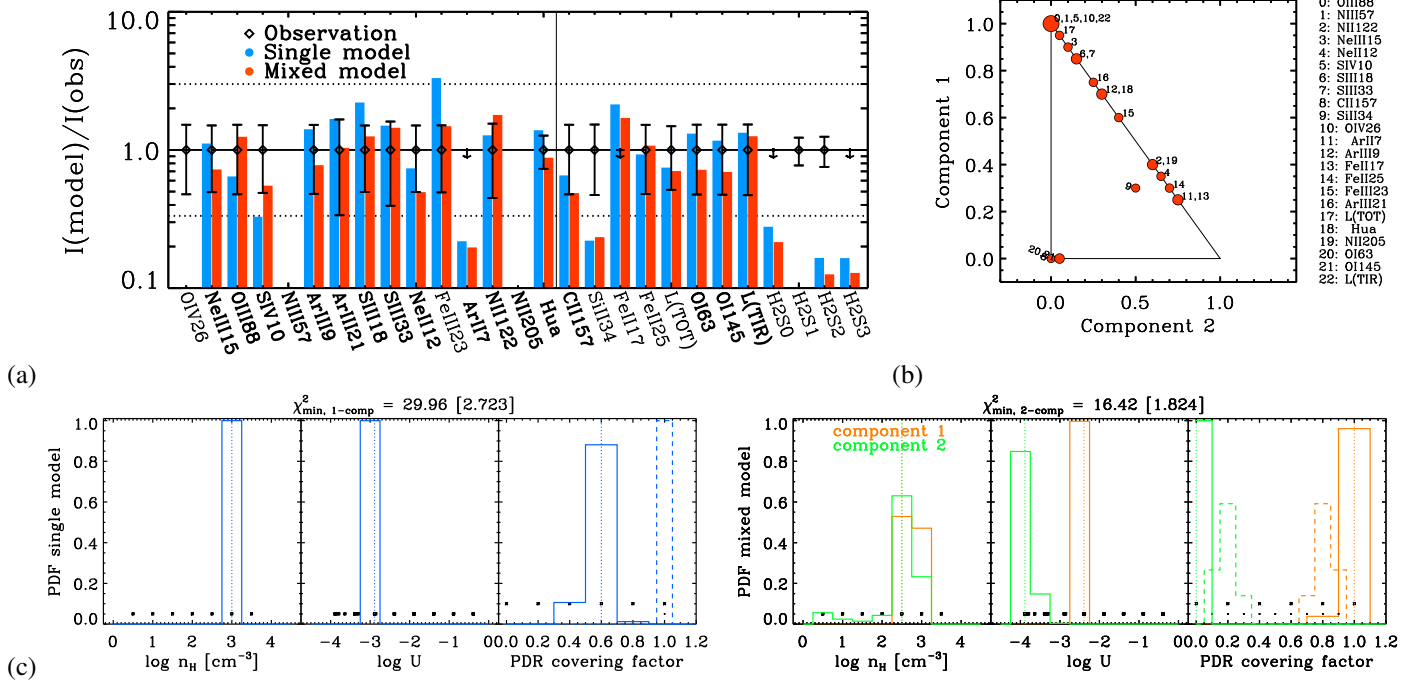 10.0
1.0
0.1
I(model)/I(obs)
Observation
Single model
Mixed model
OIV26
NeIII15
OIII88
SIV10
NIII57
ArIII9
ArIII21
SIII18
SIII33
NeII12
FeIII23
ArII7
NII122
NII205
Hua
CII157
SiII34
FeII17
FeII25
L(TOT)
OI63
OI145
L(TIR)
H2S0
H2S1
H2S2
H2S3
(a)
Component 1
1.0
0.8
0.6
0.4
0.2
0.0
0,1,5,10,22
17
3
6,7
16
12,18
15
2,19
4
14
11,13
9
0.0 0.5 1.0
Component 2
0: OIII88
1: NIII57
2: NII122
3: NeIII15
4: NeII12
5: SIV10
6: SIII18
7: SIII33
8: CII157
9: SiII34
10: OIV26
11: ArII7
12: ArIII9
13: FeII17
14: FeII25
15: FeIII23
16: ArIII21
17: L(TOT)
18: Hua
19: NII205
20: OI63
21: OI145
22: L(TIR)
(b)
χ²min, 1-comp = 29.96 [2.723]
PDF single model
1.0
0.8
0.6
0.4
0.2
0.0
0 1 2 3 4
log nH [cm⁻³]
−4 −3 −2 −1 −0
log U
0.0 0.2 0.4 0.6 0.8 1.0 1.2
PDR covering factor
χ²min, 2-comp = 16.42 [1.824]
component 1
component 2
PDF mixed model
1.0
0.8
0.6
0.4
0.2
0.0
0 1 2 3 4
log nH [cm⁻³]
−4 −3 −2 −1 −0
log U
0.0 0.2 0.4 0.6 0.8 1.0 1.2
PDR covering factor
(c)